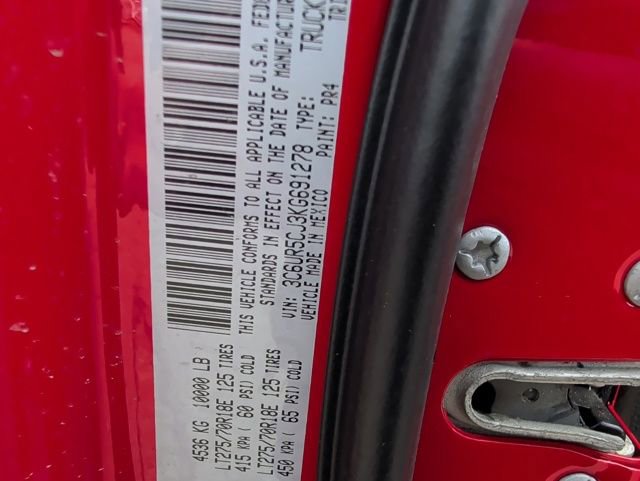 4536 KG 10000 LB
LT275/70R18E 125 TIRES
415 KPA ( 60 PSI) COLD
LT275/70R18E 125 TIRES
450 KPA ( 65 PSI) COLD
THIS VEHICLE CONFORMS TO ALL APPLICABLE U.S.A. FEDE
STANDARDS IN EFFECT ON THE DATE OF MANUFACTUR
VIN: 3C6UR5CJ3KG691278 TYPE: TRUCK
VEHICLE MADE IN MEXICO PAINT: PR4